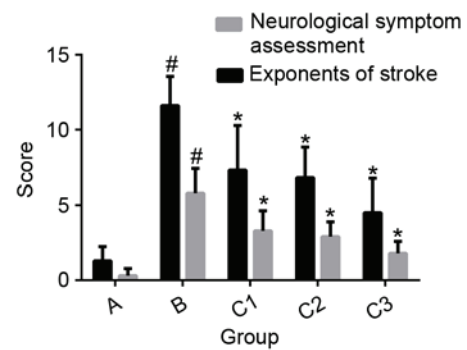 Neurological symptom
assessment
Exponents of stroke
15
10
5
0
Score
#
#
*
*
*
*
*
*
A
B
C1
C2
C3
Group